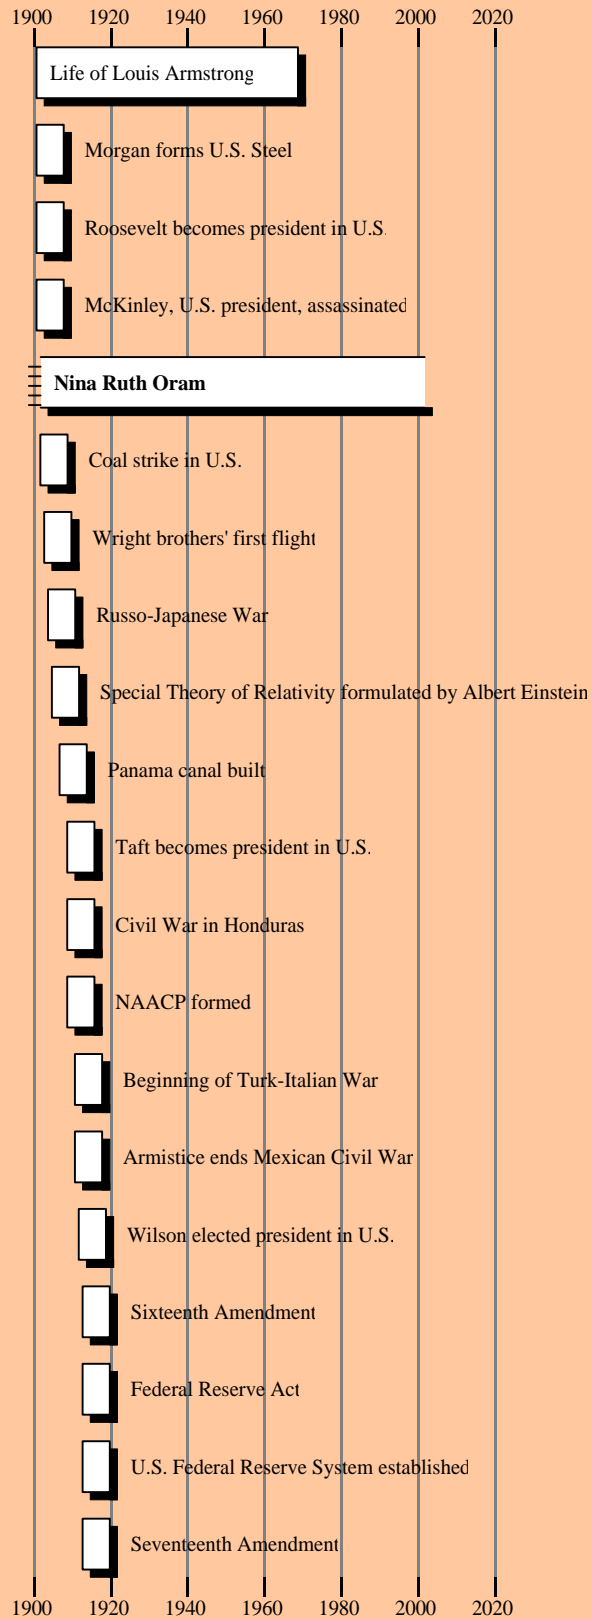 1900 1920 1940 1960 1980 2000 2020
Life of Louis Armstrong
Morgan forms U.S. Steel
Roosevelt becomes president in U.S.
McKinley, U.S. president, assassinated
Nina Ruth Oram
Coal strike in U.S.
Wright brothers' first flight
Russo-Japanese War
Special Theory of Relativity formulated by Albert Einstein
Panama canal built
Taft becomes president in U.S.
Civil War in Honduras
NAACP formed
Beginning of Turk-Italian War
Armistice ends Mexican Civil War
Wilson elected president in U.S.
Sixteenth Amendment
Federal Reserve Act
U.S. Federal Reserve System established
Seventeenth Amendment
1900 1920 1940 1960 1980 2000 2020